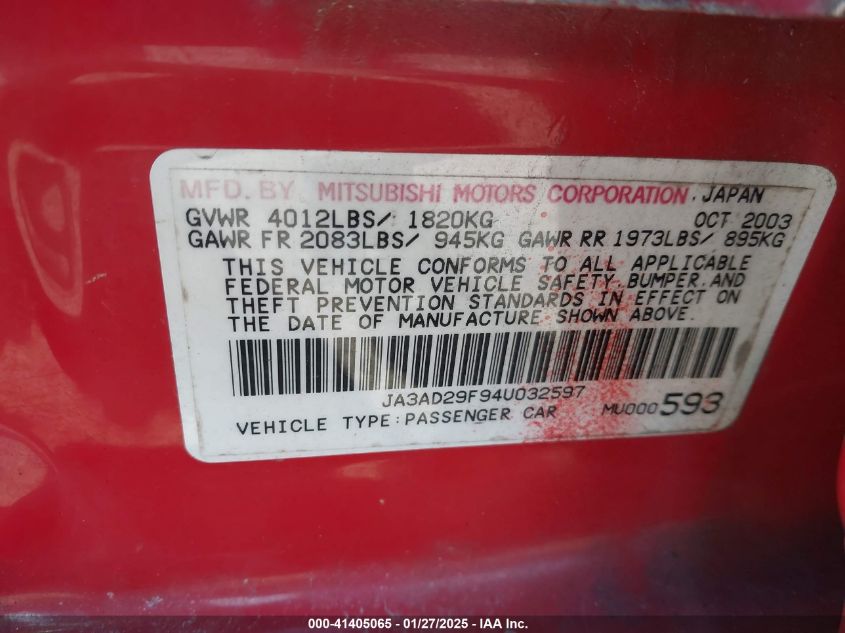 MFD. BY MITSUBISHI MOTORS CORPORATION, JAPAN
GVWR 4012LBS/ 1820KG OCT 2003
GAWR FR 2083LBS/ 945KG GAWR RR 1973LBS/ 895KG
THIS VEHICLE CONFORMS TO ALL APPLICABLE
FEDERAL MOTOR VEHICLE SAFETY, BUMPER, AND
THEFT PREVENTION STANDARDS IN EFFECT ON
THE DATE OF MANUFACTURE SHOWN ABOVE.
JA3AD29F94U032597
VEHICLE TYPE:PASSENGER CAR MU000593
000-41405065 - 01/27/2025 - IAA Inc.